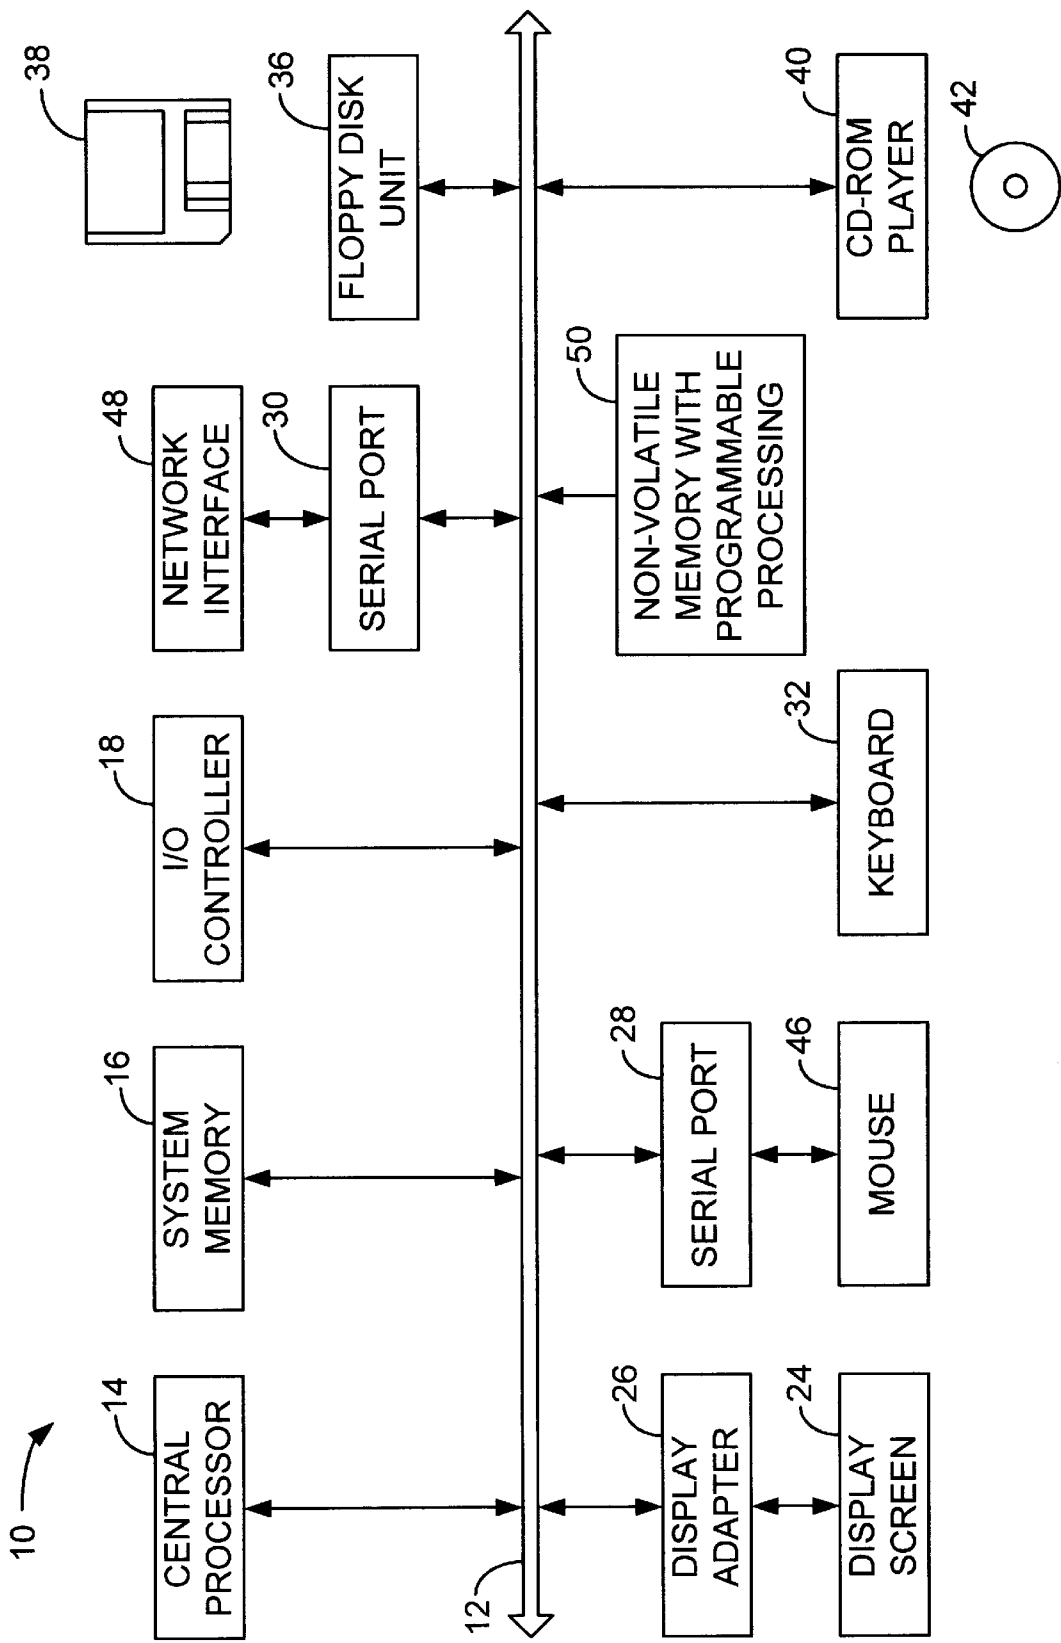 10
14
CENTRAL
PROCESSOR
16
SYSTEM
MEMORY
18
I/O
CONTROLLER
48
NETWORK
INTERFACE
30
SERIAL PORT
38
36
FLOPPY DISK
UNIT
12
26
DISPLAY
ADAPTER
24
DISPLAY
SCREEN
28
SERIAL PORT
46
MOUSE
32
KEYBOARD
50
NON-VOLATILE
MEMORY WITH
PROGRAMMABLE
PROCESSING
40
CD-ROM
PLAYER
42